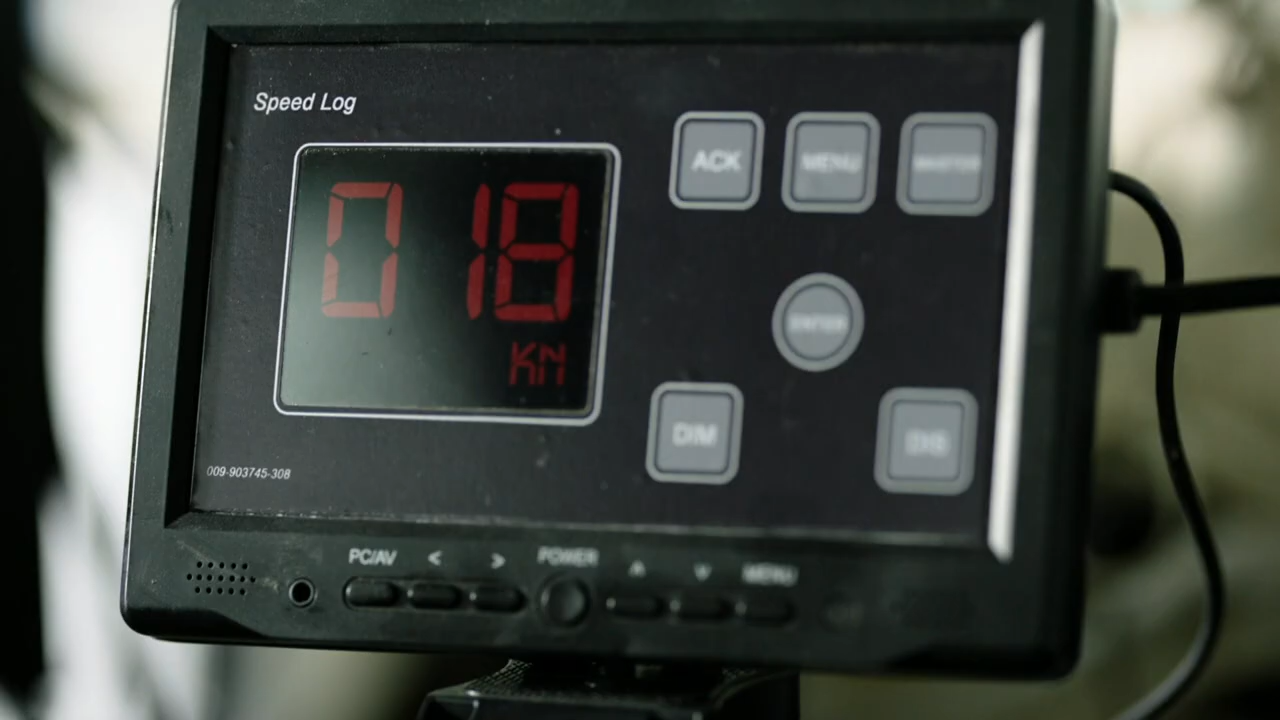 Speed Log
ACK MENU
018
ENTER
KN
DIM
009-903745-308
PC/AV < > POWER ∧ ∨ MENU